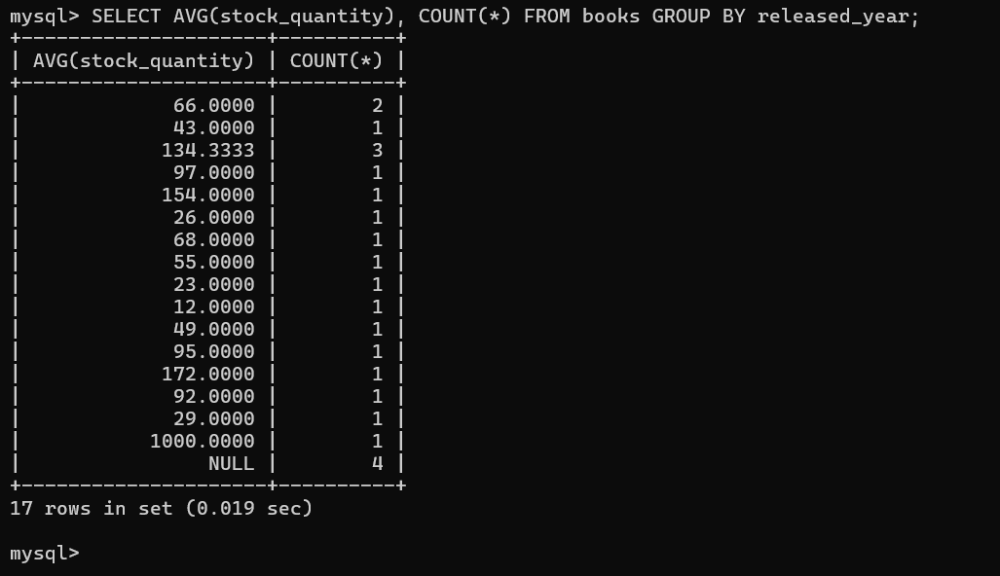 mysql> SELECT AVG(stock_quantity), COUNT(*) FROM books GROUP BY released_year;
+---------------------+----------+
| AVG(stock_quantity) | COUNT(*) |
+---------------------+----------+
|             66.0000 |        2 |
|             43.0000 |        1 |
|            134.3333 |        3 |
|             97.0000 |        1 |
|            154.0000 |        1 |
|             26.0000 |        1 |
|             68.0000 |        1 |
|             55.0000 |        1 |
|             23.0000 |        1 |
|             12.0000 |        1 |
|             49.0000 |        1 |
|             95.0000 |        1 |
|            172.0000 |        1 |
|             92.0000 |        1 |
|             29.0000 |        1 |
|           1000.0000 |        1 |
|                NULL |        4 |
+---------------------+----------+
17 rows in set (0.019 sec)
mysql>